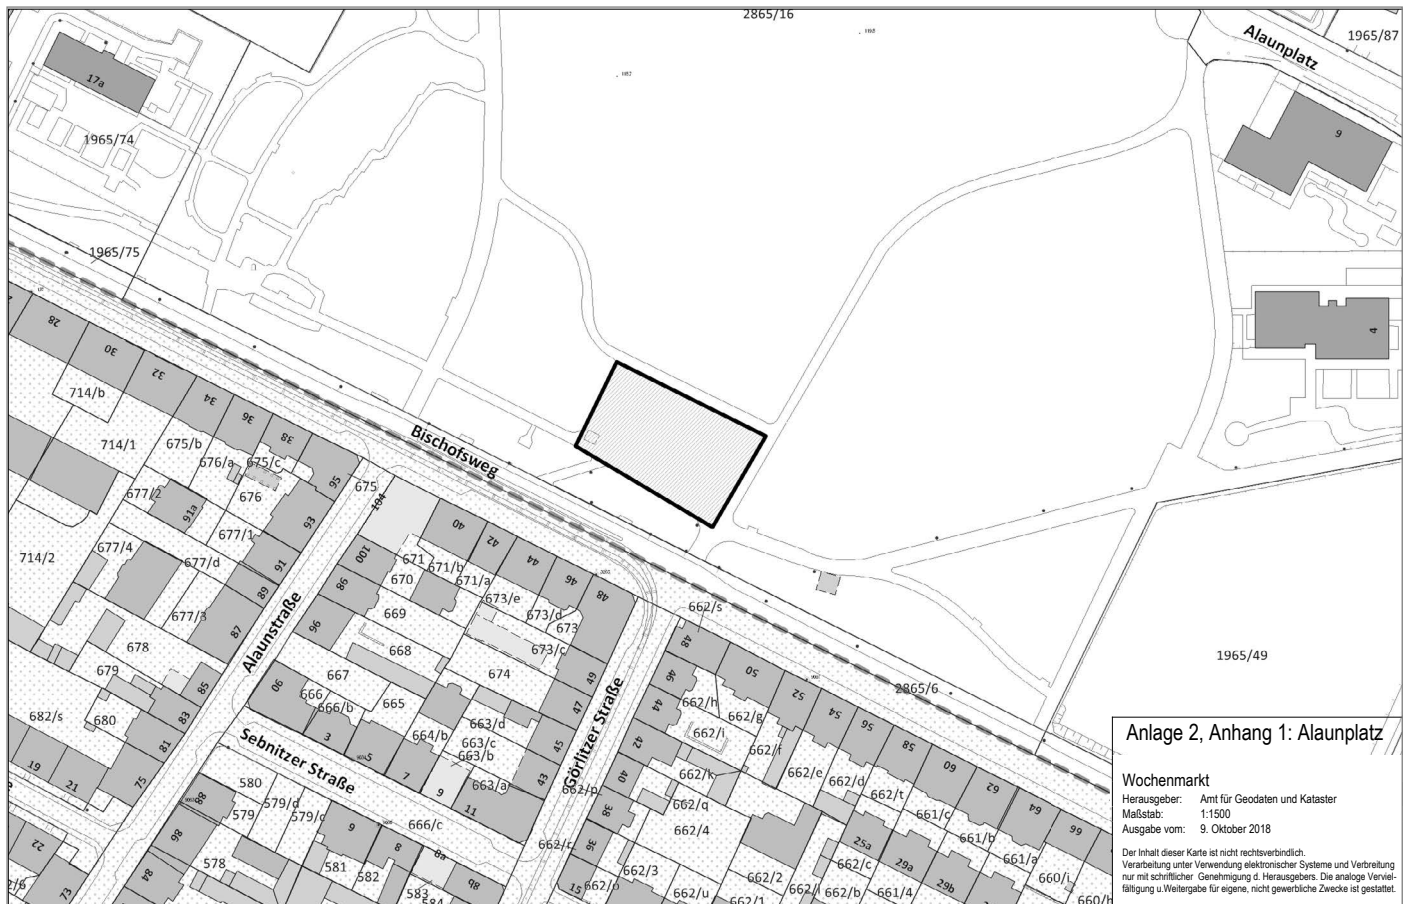 2865/16
1965/87
Alaunplatz
17a
9
1965/74
1965/75
4
28
30
32
34
36
38
95
714/b
714/1
675/b
676/a
675/c
676
675
Bischofsweg
104
677/2
91a
677/1
93
91
89
87
714/2
677/4
677/d
677/3
678
679
680
682/s
85
83
81
75
19
21
22
73
Alaunstraße
100
98
96
90
40
42
44
46
48
671
671/b
671/a
670
669
668
667
673/e
673/d
673
673/c
674
49
47
45
43
666
666/b
665
664/b
663/d
663/c
663/b
663/a
3
5
7
9
11
Sebnitzer Straße
Görlitzer Straße
88
86
84
580
579/d
579
579/c
578
6
8
8a
8b
581
582
583
584
666/c
662/s
48
50
52
54
56
58
60
62
64
66
46
44
42
40
38
36
15
662/h
662/g
662/i
662/f
662/k
662/e
662/d
662/t
661/c
661/b
661/a
660/i
660/h
662/p
662/q
662/4
662/r
662/3
662/o
662/u
662/2
662/1
662/l
662/c
662/b
661/4
25a
29a
29b
2865/6
1965/49
Anlage 2, Anhang 1: Alaunplatz
Wochenmarkt
Herausgeber: Amt für Geodaten und Kataster
Maßstab: 1:1500
Ausgabe vom: 9. Oktober 2018
Der Inhalt dieser Karte ist nicht rechtsverbindlich.
Verarbeitung unter Verwendung elektronischer Systeme und Verbreitung
nur mit schriftlicher Genehmigung d. Herausgebers. Die analoge Verviel-
fältigung u.Weitergabe für eigene, nicht gewerbliche Zwecke ist gestattet.